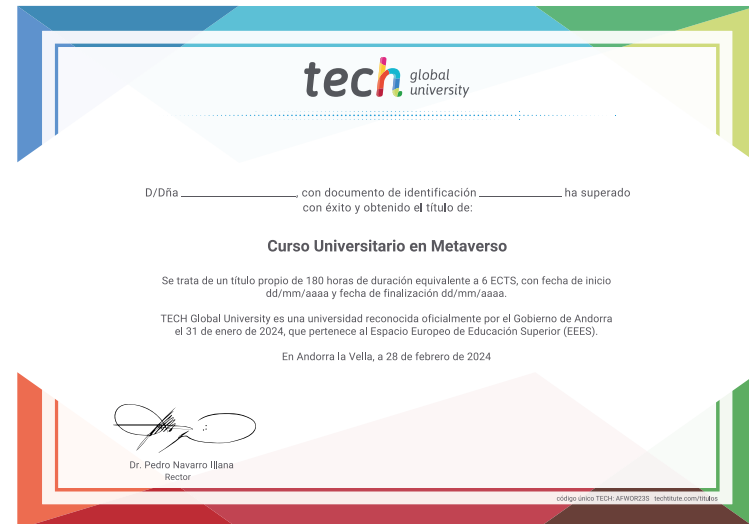 tech global
university
D/Dña ____________________, con documento de identificación ______________ ha superado
con éxito y obtenido el título de:
Curso Universitario en Metaverso
Se trata de un título propio de 180 horas de duración equivalente a 6 ECTS, con fecha de inicio
dd/mm/aaaa y fecha de finalización dd/mm/aaaa.
TECH Global University es una universidad reconocida oficialmente por el Gobierno de Andorra
el 31 de enero de 2024, que pertenece al Espacio Europeo de Educación Superior (EEES).
En Andorra la Vella, a 28 de febrero de 2024
Dr. Pedro Navarro Illana
Rector
código único TECH: AFWOR23S techtitute.com/titulos